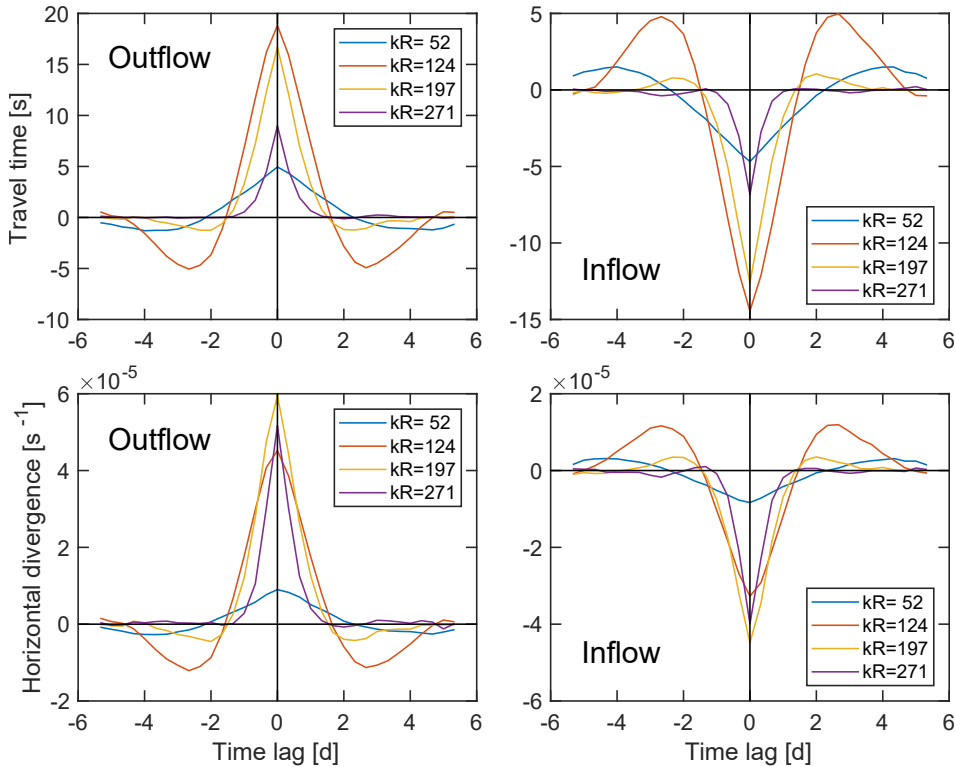 20
15
10
5
0
-5
-10
-6 -4 -2 0 2 4 6
Travel time [s]
Outflow
kR= 52
kR=124
kR=197
kR=271
5
0
-5
-10
-15
-6 -4 -2 0 2 4 6
Inflow
kR= 52
kR=124
kR=197
kR=271
×10⁻⁵
6
4
2
0
-2
-6 -4 -2 0 2 4 6
Horizontal divergence [s⁻¹]
Time lag [d]
Outflow
kR= 52
kR=124
kR=197
kR=271
×10⁻⁵
2
0
-2
-4
-6
-6 -4 -2 0 2 4 6
Time lag [d]
Inflow
kR= 52
kR=124
kR=197
kR=271